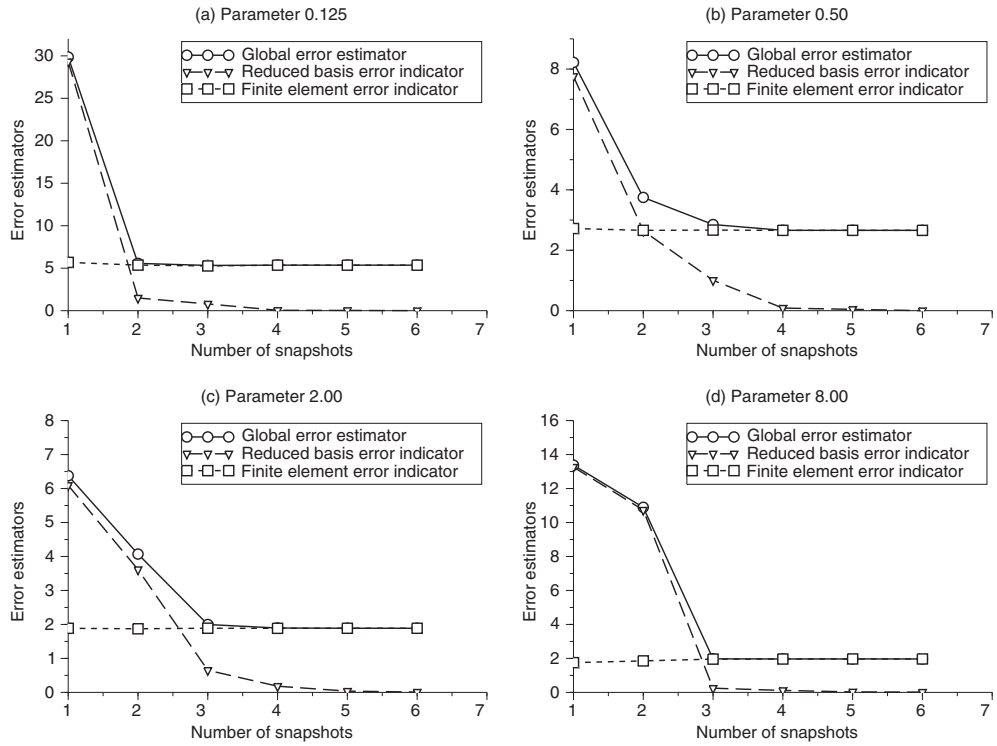 (a) Parameter 0.125
30
25
20
15
10
5
0
Error estimators
Global error estimator
Reduced basis error indicator
Finite element error indicator
1 2 3 4 5 6 7
Number of snapshots
(b) Parameter 0.50
8
6
4
2
0
Error estimators
Global error estimator
Reduced basis error indicator
Finite element error indicator
1 2 3 4 5 6 7
Number of snapshots
(c) Parameter 2.00
8
7
6
5
4
3
2
1
0
Error estimators
Global error estimator
Reduced basis error indicator
Finite element error indicator
1 2 3 4 5 6 7
Number of snapshots
(d) Parameter 8.00
16
14
12
10
8
6
4
2
0
Error estimators
Global error estimator
Reduced basis error indicator
Finite element error indicator
1 2 3 4 5 6 7
Number of snapshots